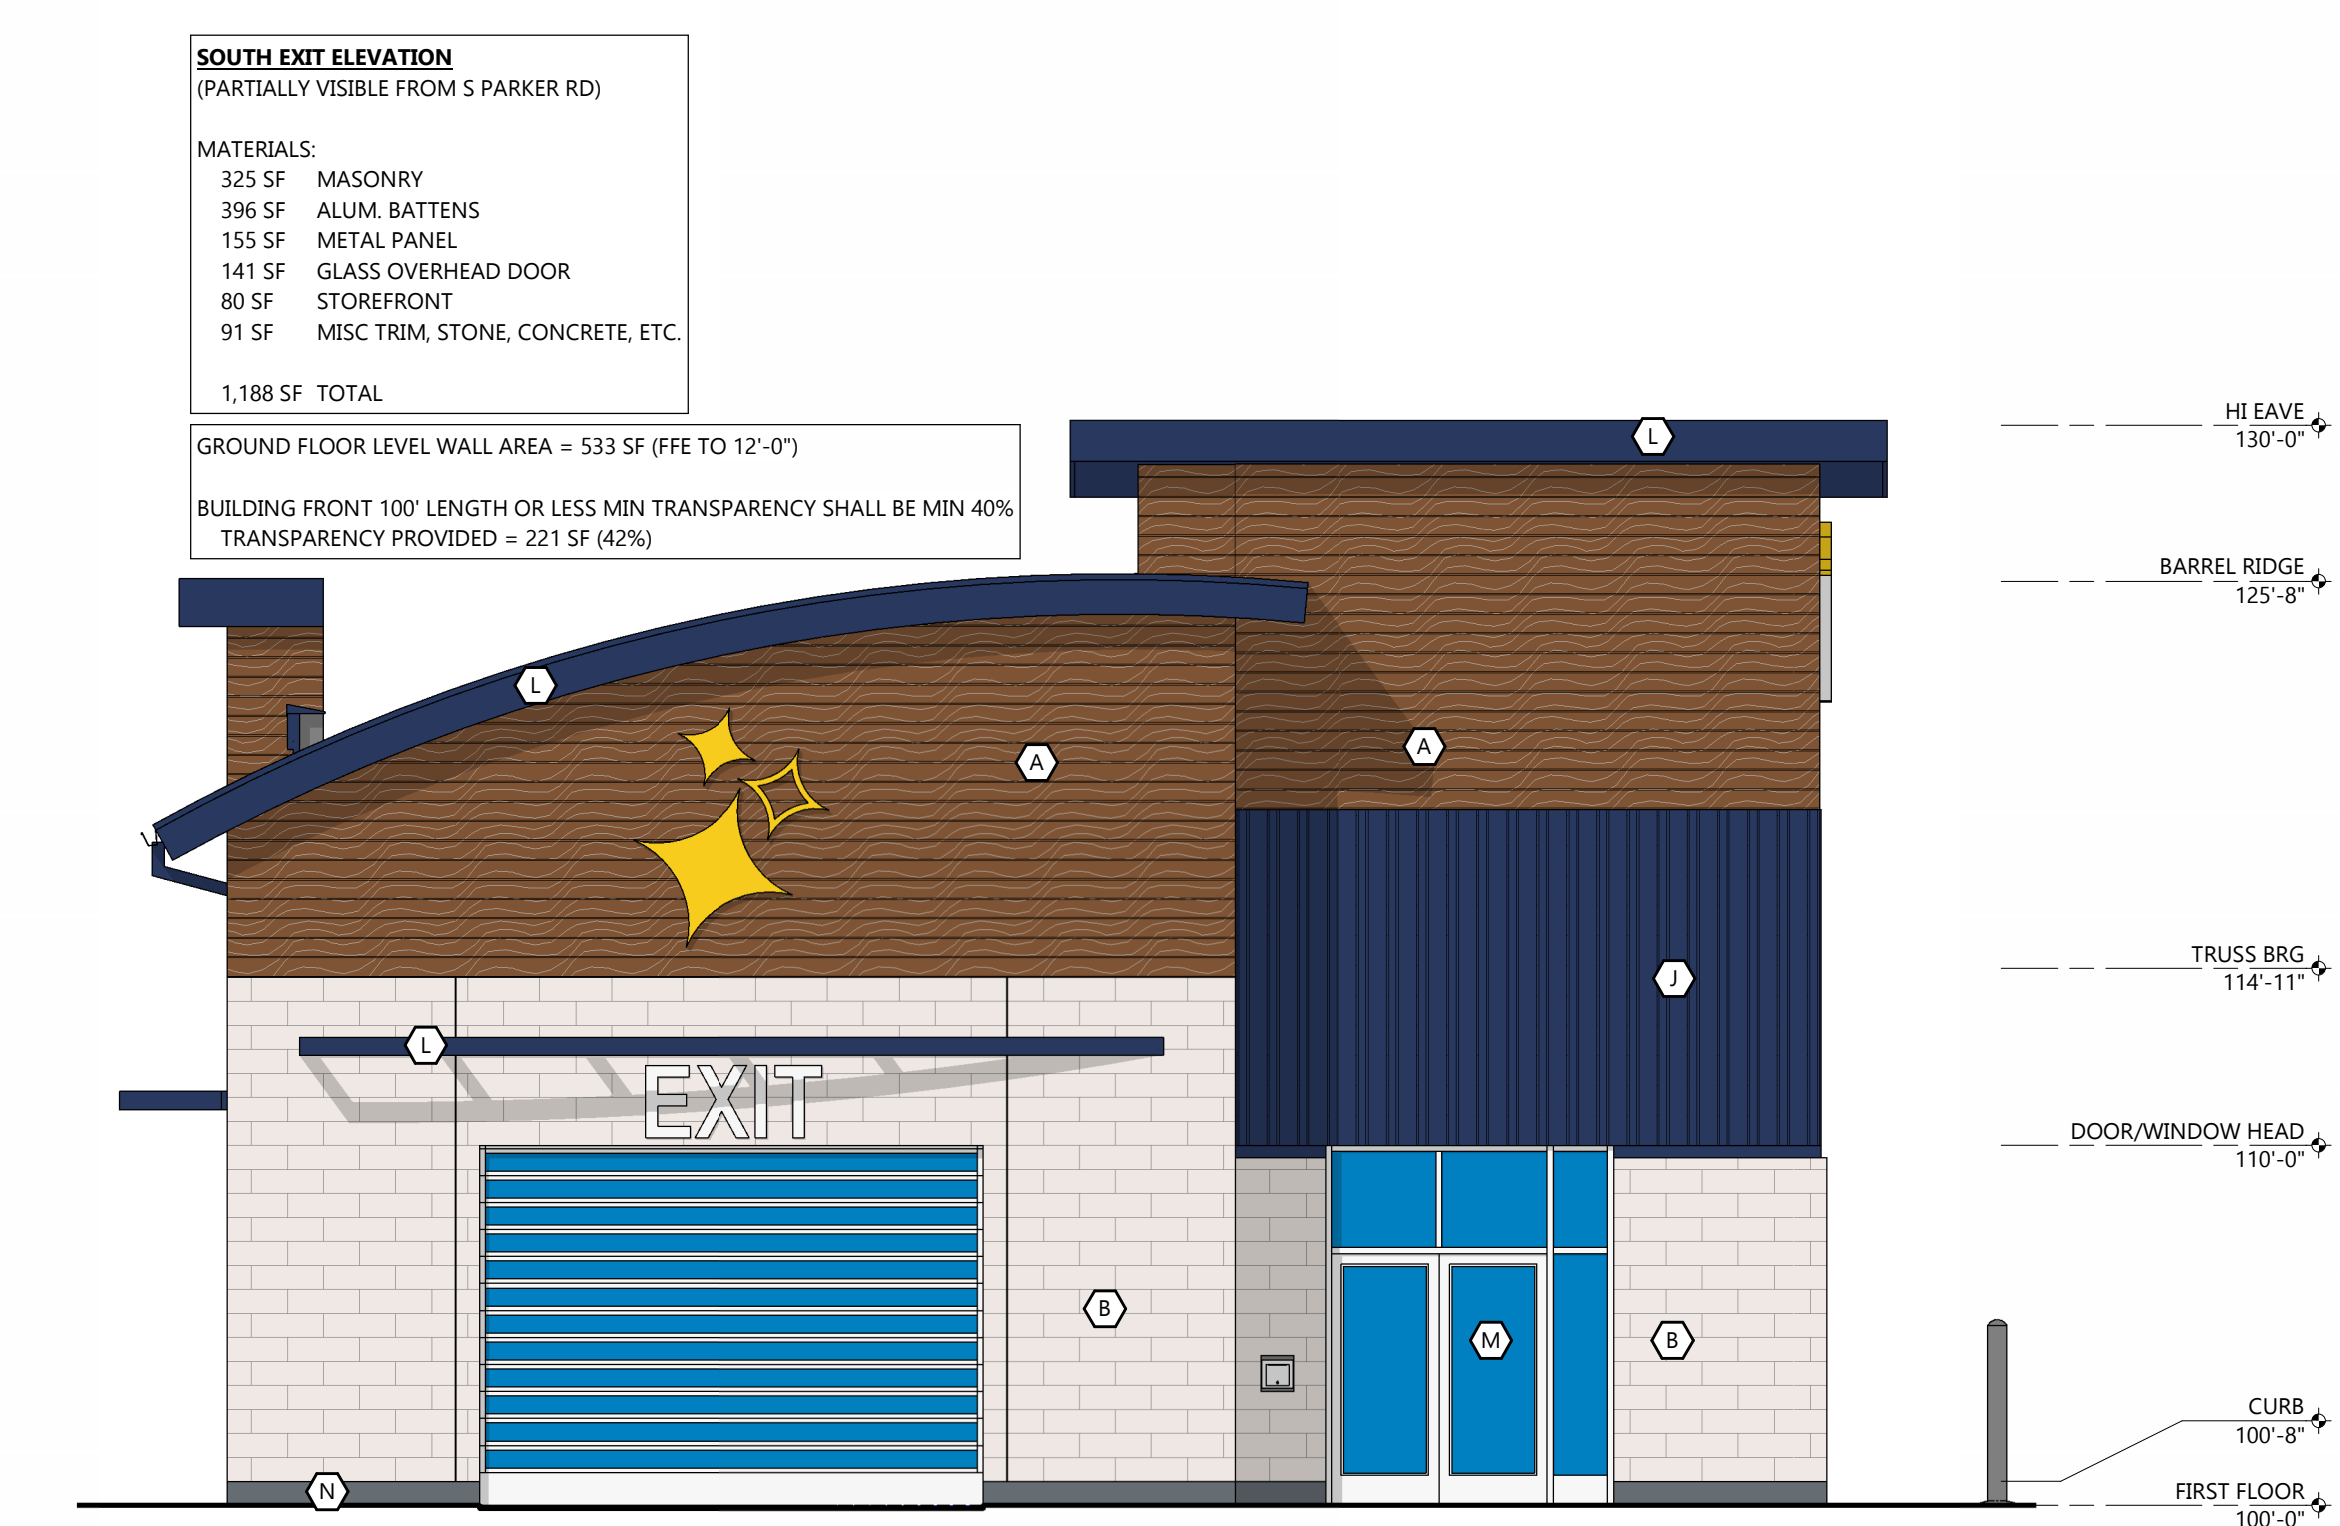 SOUTH EXIT ELEVATION
(PARTIALLY VISIBLE FROM S PARKER RD)
MATERIALS:
325 SF MASONRY
396 SF ALUM. BATTENS
155 SF METAL PANEL
141 SF GLASS OVERHEAD DOOR
80 SF STOREFRONT
91 SF MISC TRIM, STONE, CONCRETE, ETC.
1,188 SF TOTAL
GROUND FLOOR LEVEL WALL AREA = 533 SF (FFE TO 12'-0")
BUILDING FRONT 100' LENGTH OR LESS MIN TRANSPARENCY SHALL BE MIN 40%
TRANSPARENCY PROVIDED = 221 SF (42%)
HI EAVE
130'-0"
L
BARREL RIDGE
125'-8"
L
A
A
TRUSS BRG
114'-11"
J
L
EXIT
DOOR/WINDOW HEAD
110'-0"
B
M
B
CURB
100'-8"
N
FIRST FLOOR
100'-0"